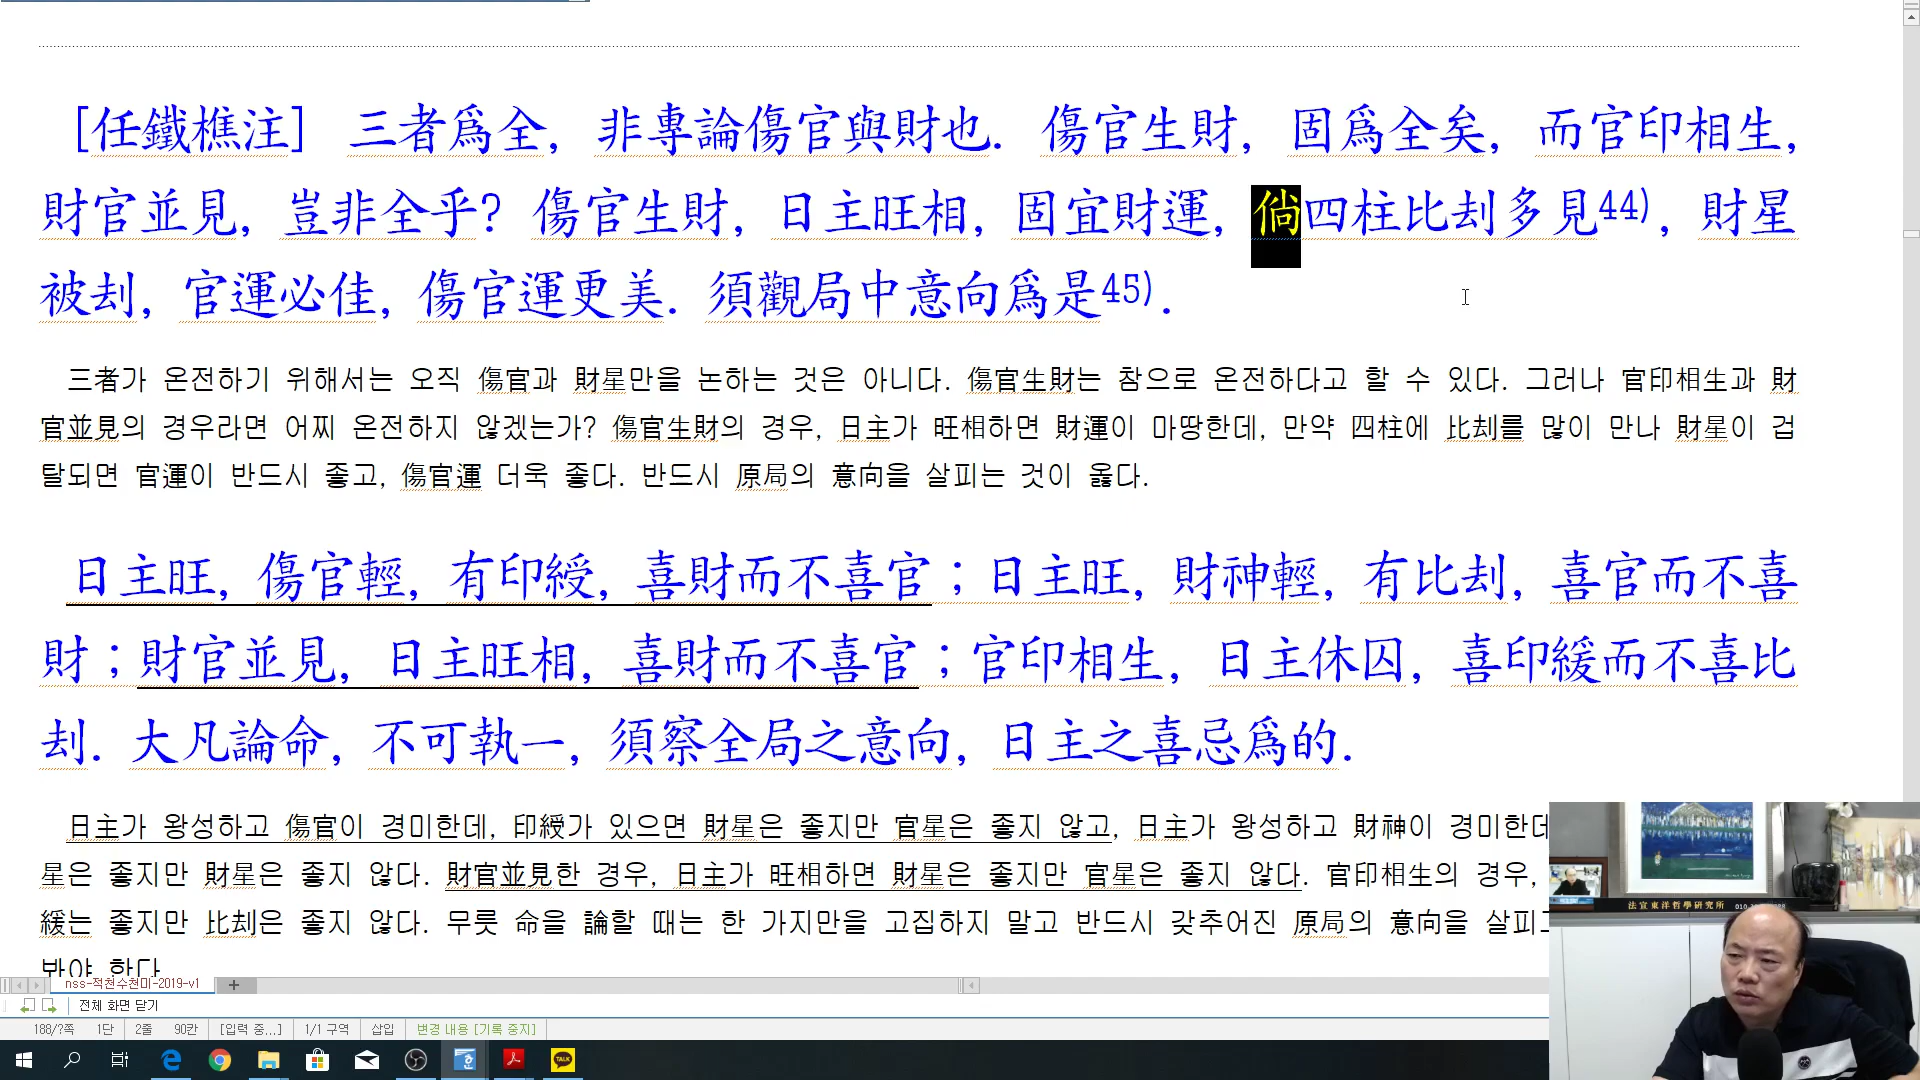 [任鐵樵注] 三者爲全, 非專論傷官與財也. 傷官生財, 固爲全矣, 而官印相生,
財官並見, 豈非全乎? 傷官生財, 日主旺相, 固宜財運, 倘四柱比刦多見44), 財星
被刦, 官運必佳, 傷官運更美. 須觀局中意向爲是45).
三者가 온전하기 위해서는 오직 傷官과 財星만을 논하는 것은 아니다. 傷官生財는 참으로 온전하다고 할 수 있다. 그러나 官印相生과 財
官並見의 경우라면 어찌 온전하지 않겠는가? 傷官生財의 경우, 日主가 旺相하면 財運이 마땅한데, 만약 四柱에 比刦를 많이 만나 財星이 겁
탈되면 官運이 반드시 좋고, 傷官運 더욱 좋다. 반드시 原局의 意向을 살피는 것이 옳다.
日主旺, 傷官輕, 有印綬, 喜財而不喜官 ; 日主旺, 財神輕, 有比刦, 喜官而不喜
財 ; 財官並見, 日主旺相, 喜財而不喜官 ; 官印相生, 日主休囚, 喜印緩而不喜比
刦. 大凡論命, 不可執一, 須察全局之意向, 日主之喜忌爲的.
日主가 왕성하고 傷官이 경미한데, 印綬가 있으면 財星은 좋지만 官星은 좋지 않고, 日主가 왕성하고 財神이 경미한데
星은 좋지만 財星은 좋지 않다. 財官並見한 경우, 日主가 旺相하면 財星은 좋지만 官星은 좋지 않다. 官印相生의 경우,
緩는 좋지만 比刦은 좋지 않다. 무릇 命을 論할 때는 한 가지만을 고집하지 말고 반드시 갖추어진 原局의 意向을 살피고
봐야 한다
法宣東洋哲學研究所
nss-적천수천미-2019-v1
전체 화면 닫기
188/?쪽 1단 2줄 90칸 [입력 중...] 1/1 구역 삽입 변경 내용 [기록 중지]
TALK